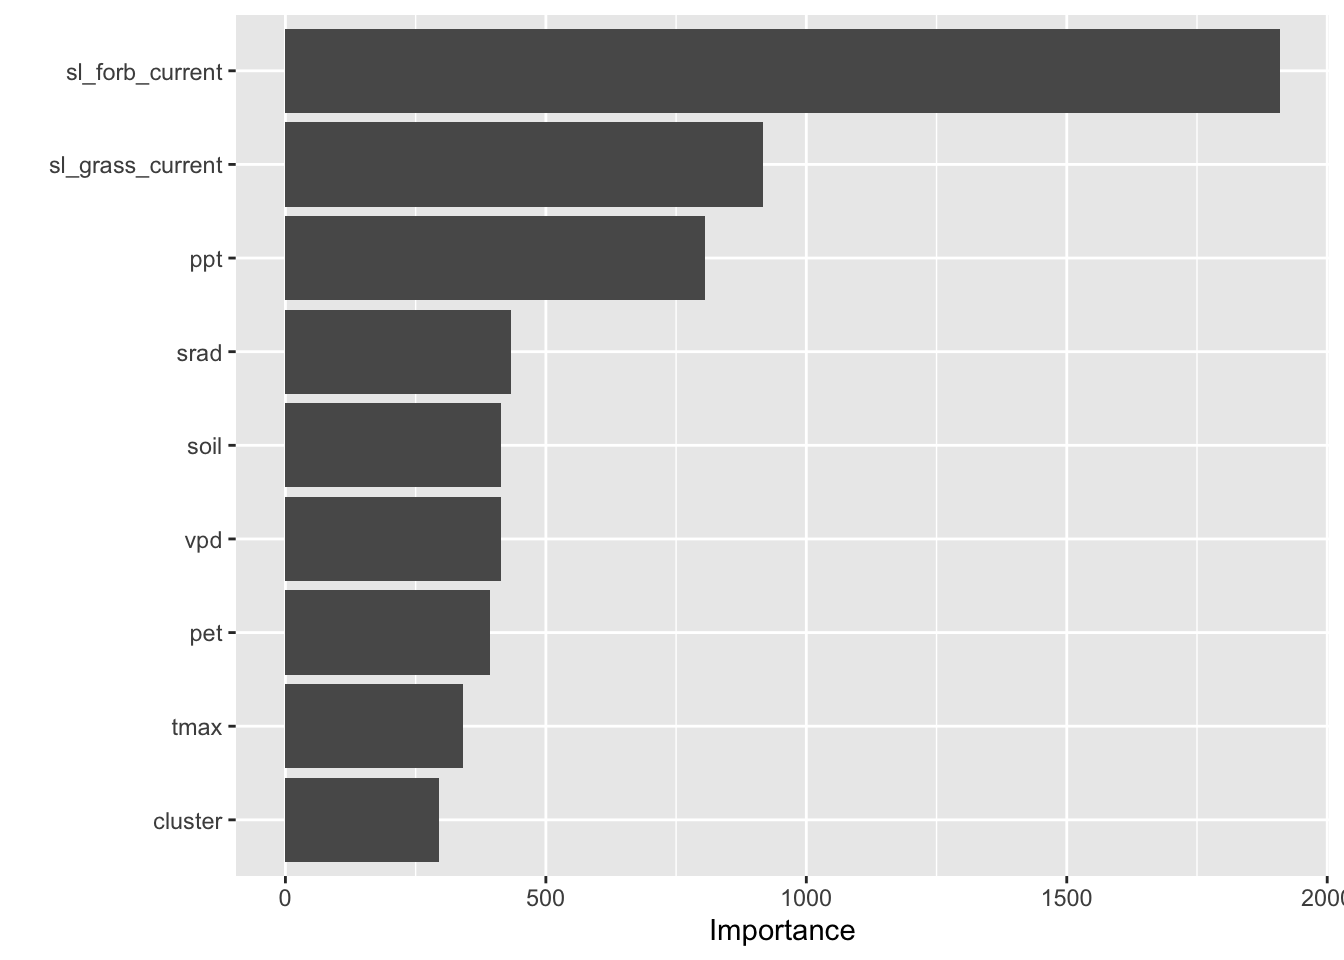 sl_forb_current
sl_grass_current
ppt
srad
soil
vpd
pet
tmax
cluster
0 500 1000 1500 2000
Importance